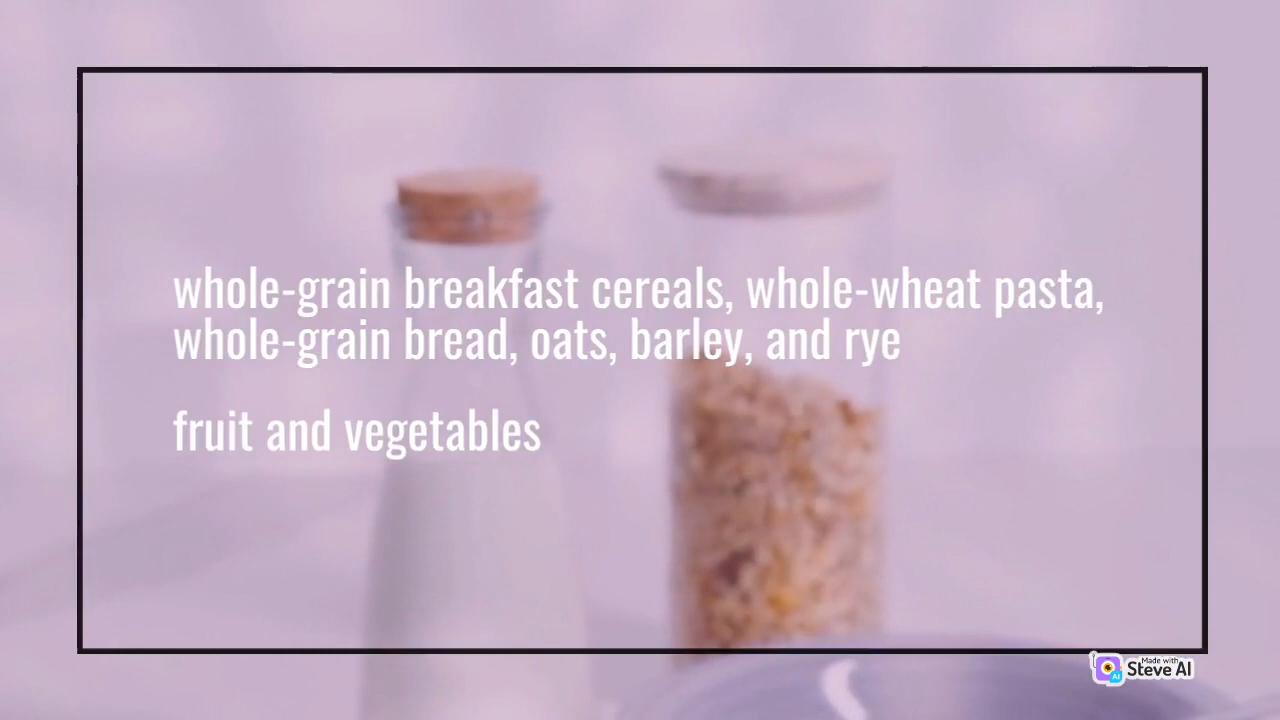 whole-grain breakfast cereals, whole-wheat pasta,
whole-grain bread, oats, barley, and rye
fruit and vegetables
Made with
Steve AI
AI